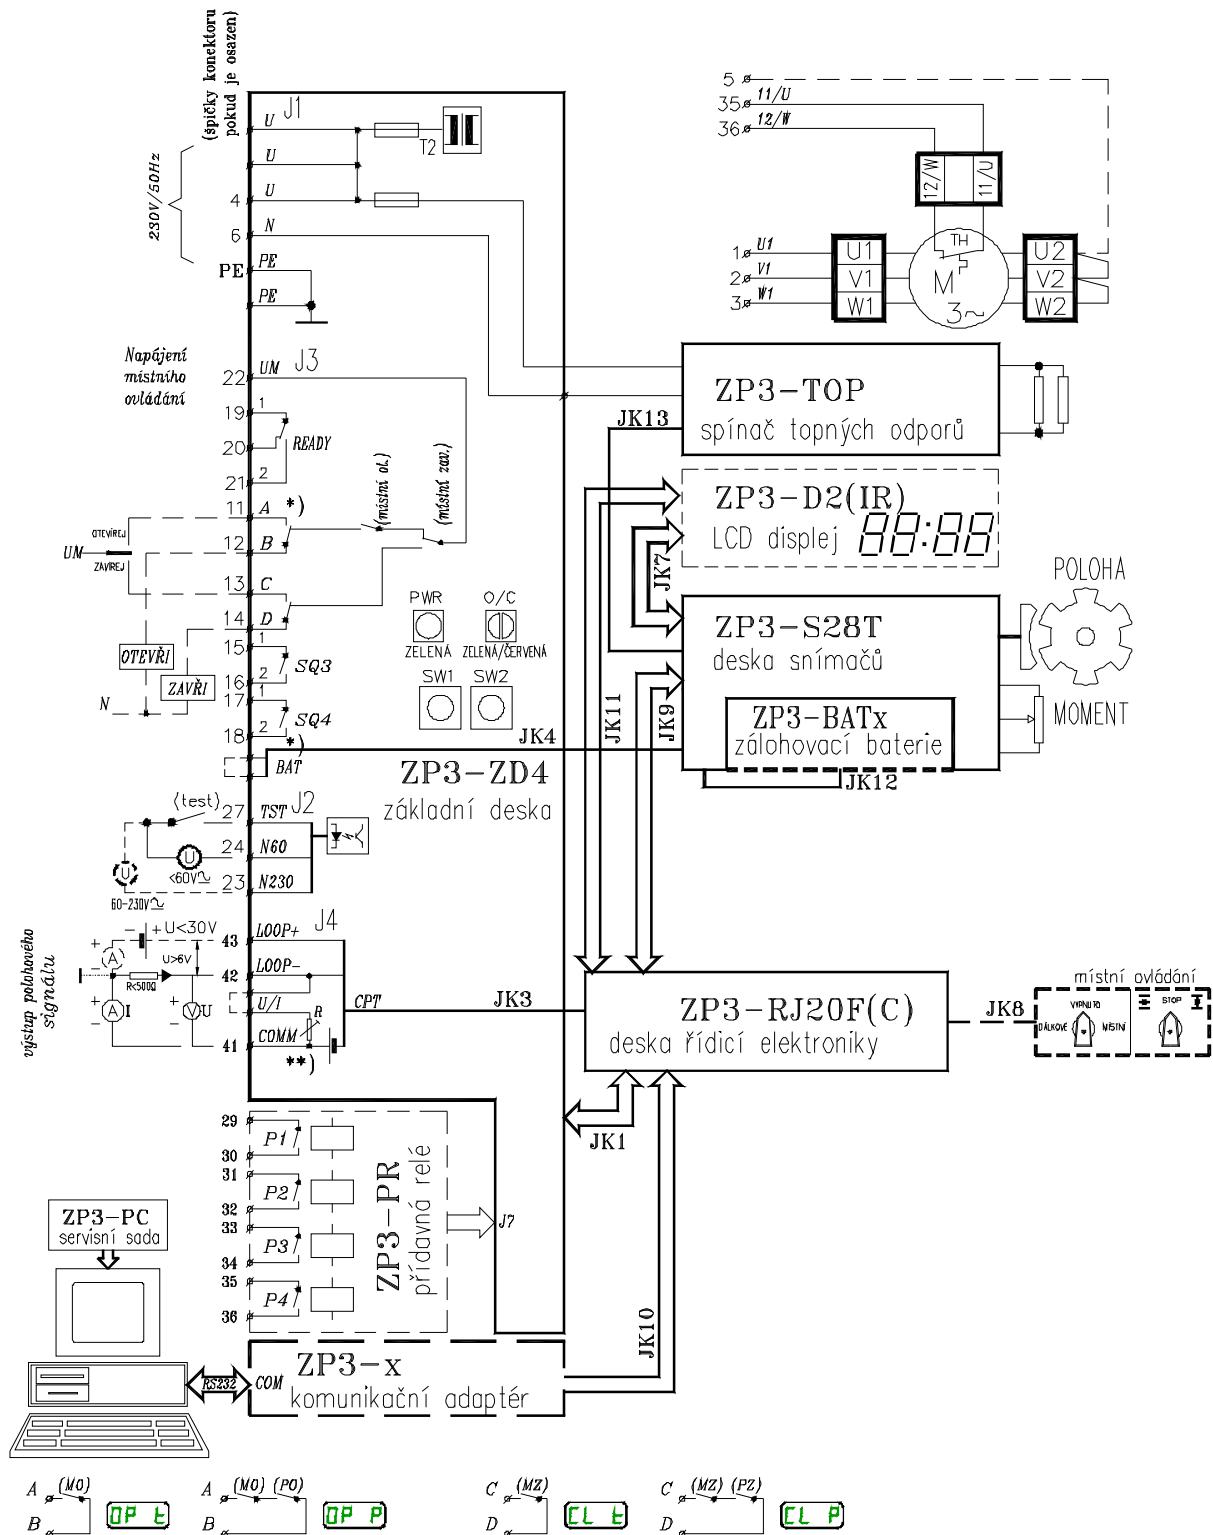 (špičky konektoru
pokud je osazen)
230V/50Hz
J1
U
T2
U
4
U
6
N
PE
PE
PE
5
35
11/U
36
12/W
12/W
11/U
TH
M
3~
1
U1
2
V1
3
W1
U1
V1
W1
U2
V2
W2
Napájení
místního
ovládání
J3
22
UM
19
1
20
READY
21
2
11
A
*)
(místní ot.)
(místní zav.)
12
B
OTEVÍREJ
UM
ZAVÍREJ
13
C
14
D
OTEVŘI
ZAVŘI
N
15
1
SQ3
16
2
17
1
SQ4
18
2
*)
BAT
PWR
ZELENÁ
O/C
ZELENÁ/ČERVENÁ
SW1
SW2
JK4
ZP3-ZD4
základní deska
ZP3-TOP
spínač topných odporů
JK13
ZP3-D2(IR)
LCD displej
88:88
JK7
ZP3-S28T
deska snímačů
POLOHA
MOMENT
ZP3-BATx
zálohovací baterie
JK12
JK11
JK9
(test)
27
TST
J2
24
N60
U
<60V
23
N230
U
60-230V
výstup polohového
signálu
J4
43
LOOP+
+ U<30V
-
+
A
-
U>6V
42
LOOP-
R<500Ω
U/I
+
A
I
-
+
V
U
-
R
CPT
41
COMM
**)
JK3
ZP3-RJ20F(C)
deska řídicí elektroniky
JK8
místní ovládání
VYPNUTO
DÁLKOVÉ
MÍSTNÍ
STOP
JK1
29
P1
30
31
P2
32
33
P3
34
35
P4
36
ZP3-PR
přídavná relé
J7
JK10
ZP3-PC
servisní sada
RS232
COM
ZP3-x
komunikační adaptér
A
(MO)
B
OP t
A
(MO)
(PO)
B
OP P
C
(MZ)
D
CL t
C
(MZ)
(PZ)
D
CL P